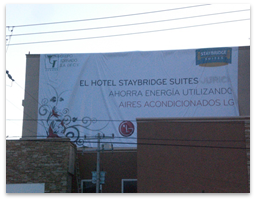 EL HOTEL STAYBRIDGE SUITES
AHORRA ENERGÍA UTILIZANDO
AIRES ACONDICIONADOS LG